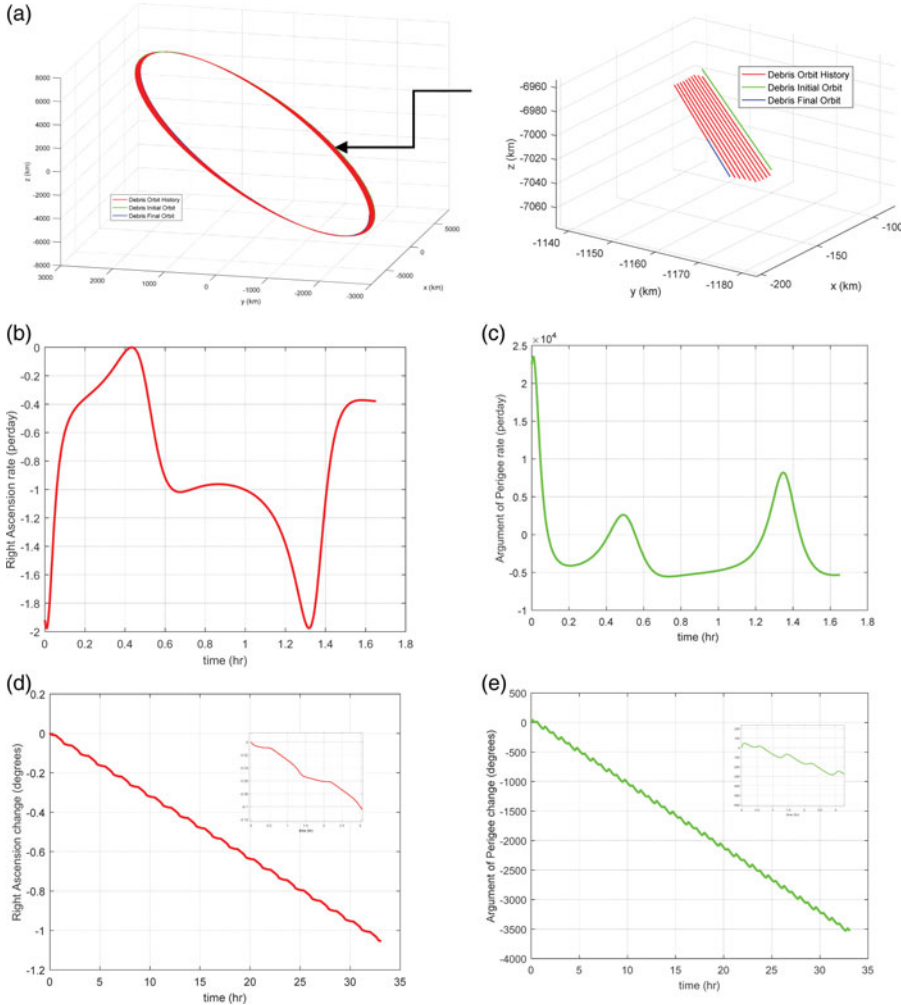 (a)
8000
6000
4000
2000
0
-2000
-4000
-6000
-8000
z (km)
3000
2000
1000
0
-1000
-2000
-3000
y (km)
5000
0
-5000
x (km)
Debris Orbit History
Debris Initial Orbit
Debris Final Orbit
-6960
-6980
-7000
-7020
-7040
-7060
z (km)
-1140
-1150
-1160
-1170
-1180
y (km)
-200
-150
-100
x (km)
Debris Orbit History
Debris Initial Orbit
Debris Final Orbit
(b)
0
-0.2
-0.4
-0.6
-0.8
-1
-1.2
-1.4
-1.6
-1.8
-2
Right Ascension rate (perday)
0 0.2 0.4 0.6 0.8 1 1.2 1.4 1.6 1.8
time (hr)
(c)
×10⁴
2.5
2
1.5
1
0.5
0
-0.5
-1
Argument of Perigee rate (perday)
0 0.2 0.4 0.6 0.8 1 1.2 1.4 1.6 1.8
time (hr)
(d)
0.2
0
-0.2
-0.4
-0.6
-0.8
-1
-1.2
Right Ascension change (degrees)
0 5 10 15 20 25 30 35
time (hr)
time (hr)
(e)
500
0
-500
-1000
-1500
-2000
-2500
-3000
-3500
-4000
Argument of Perigee change (degrees)
0 5 10 15 20 25 30 35
time (hr)
time (hr)